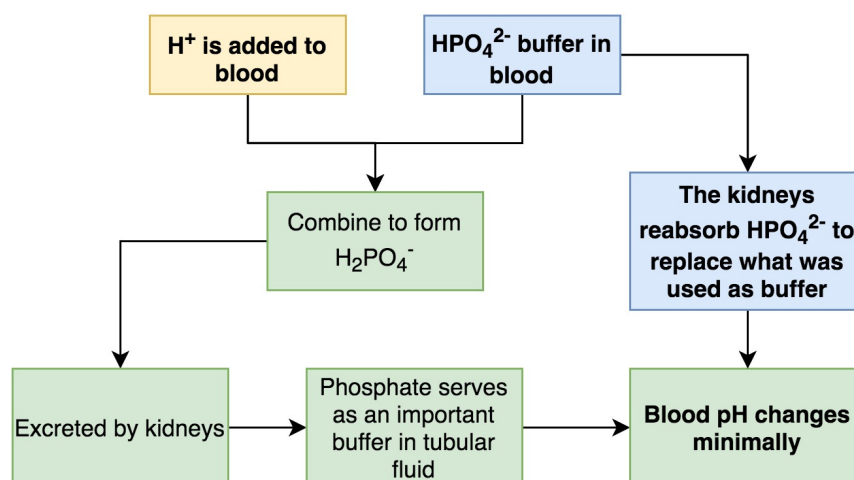 H⁺ is added to
blood
HPO₄²⁻ buffer in
blood
Combine to form
H₂PO₄⁻
The kidneys
reabsorb HPO₄²⁻ to
replace what was
used as buffer
Excreted by kidneys
Phosphate serves
as an important
buffer in tubular
fluid
Blood pH changes
minimally